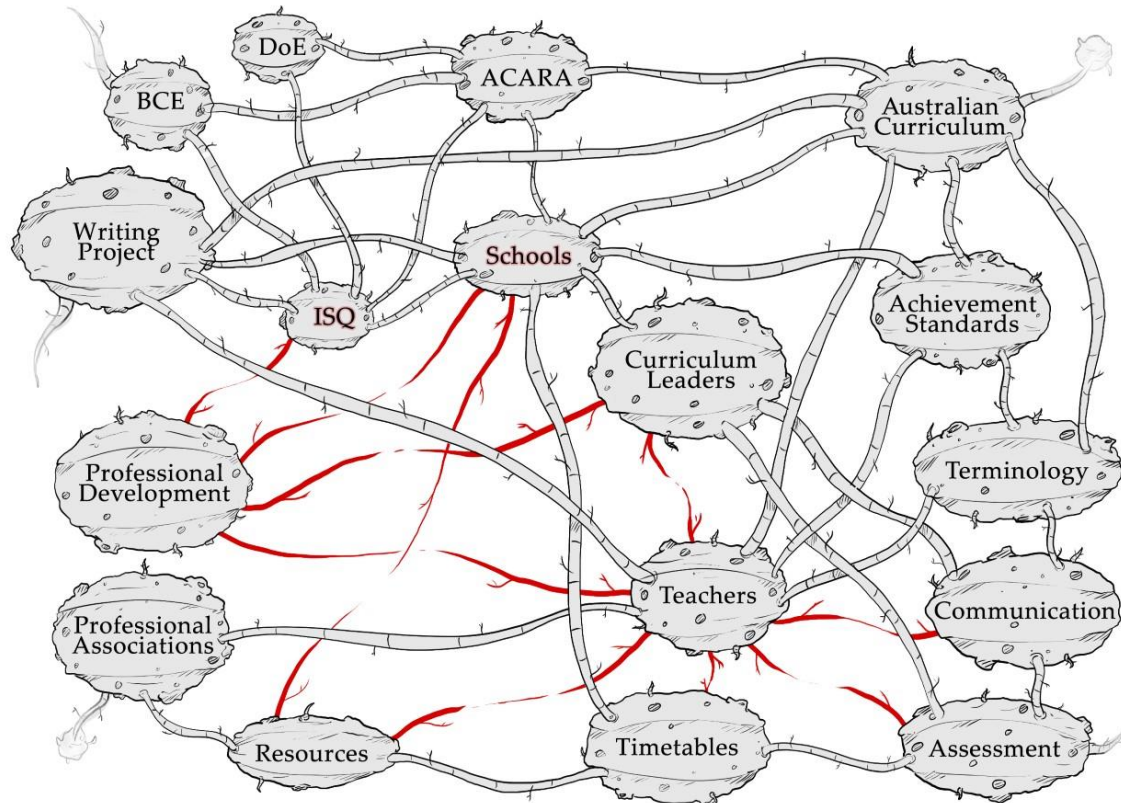 DoE
ACARA
BCE
Australian
Curriculum
Writing
Project
Schools
ISQ
Achievement
Standards
Curriculum
Leaders
Professional
Development
Terminology
Teachers
Communication
Professional
Associations
Resources
Timetables
Assessment